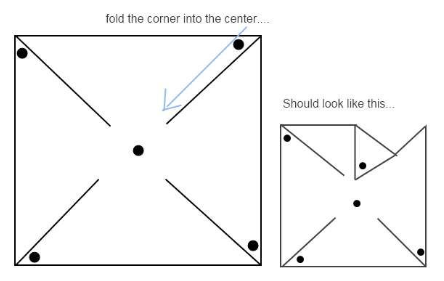 fold the corner into the center....
Should look like this...